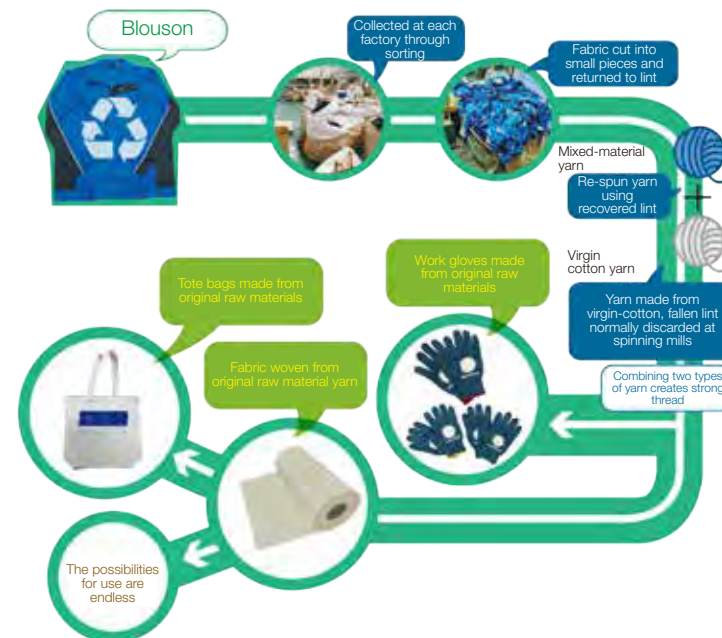 Blouson
Collected at each
factory through
sorting
Fabric cut into
small pieces and
returned to lint
Mixed-material
yarn
Re-spun yarn
using
recovered lint
Virgin
cotton yarn
Yarn made from
virgin-cotton, fallen lint
normally discarded at
spinning mills
Combining two types
of yarn creates strong
thread
Work gloves made
from original raw
materials
Tote bags made from
original raw materials
Fabric woven from
original raw material yarn
The possibilities
for use are
endless